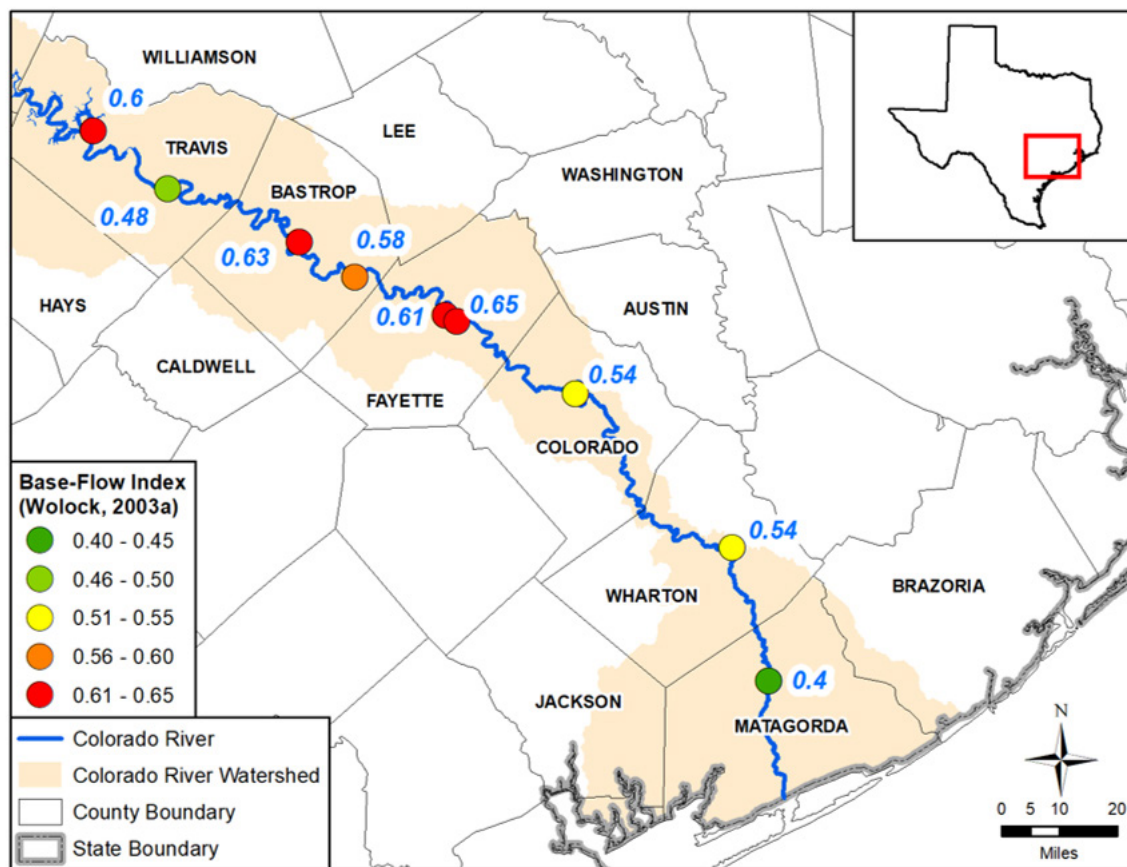 WILLIAMSON
0.6
LEE
TRAVIS
WASHINGTON
BASTROP
0.48
0.58
0.63
HAYS
0.61
0.65
AUSTIN
CALDWELL
0.54
FAYETTE
COLORADO
0.54
WHARTON
BRAZORIA
JACKSON
0.4
MATAGORDA
Base-Flow Index
(Wolock, 2003a)
0.40 - 0.45
0.46 - 0.50
0.51 - 0.55
0.56 - 0.60
0.61 - 0.65
Colorado River
Colorado River Watershed
County Boundary
State Boundary
N
0 5 10 20
Miles